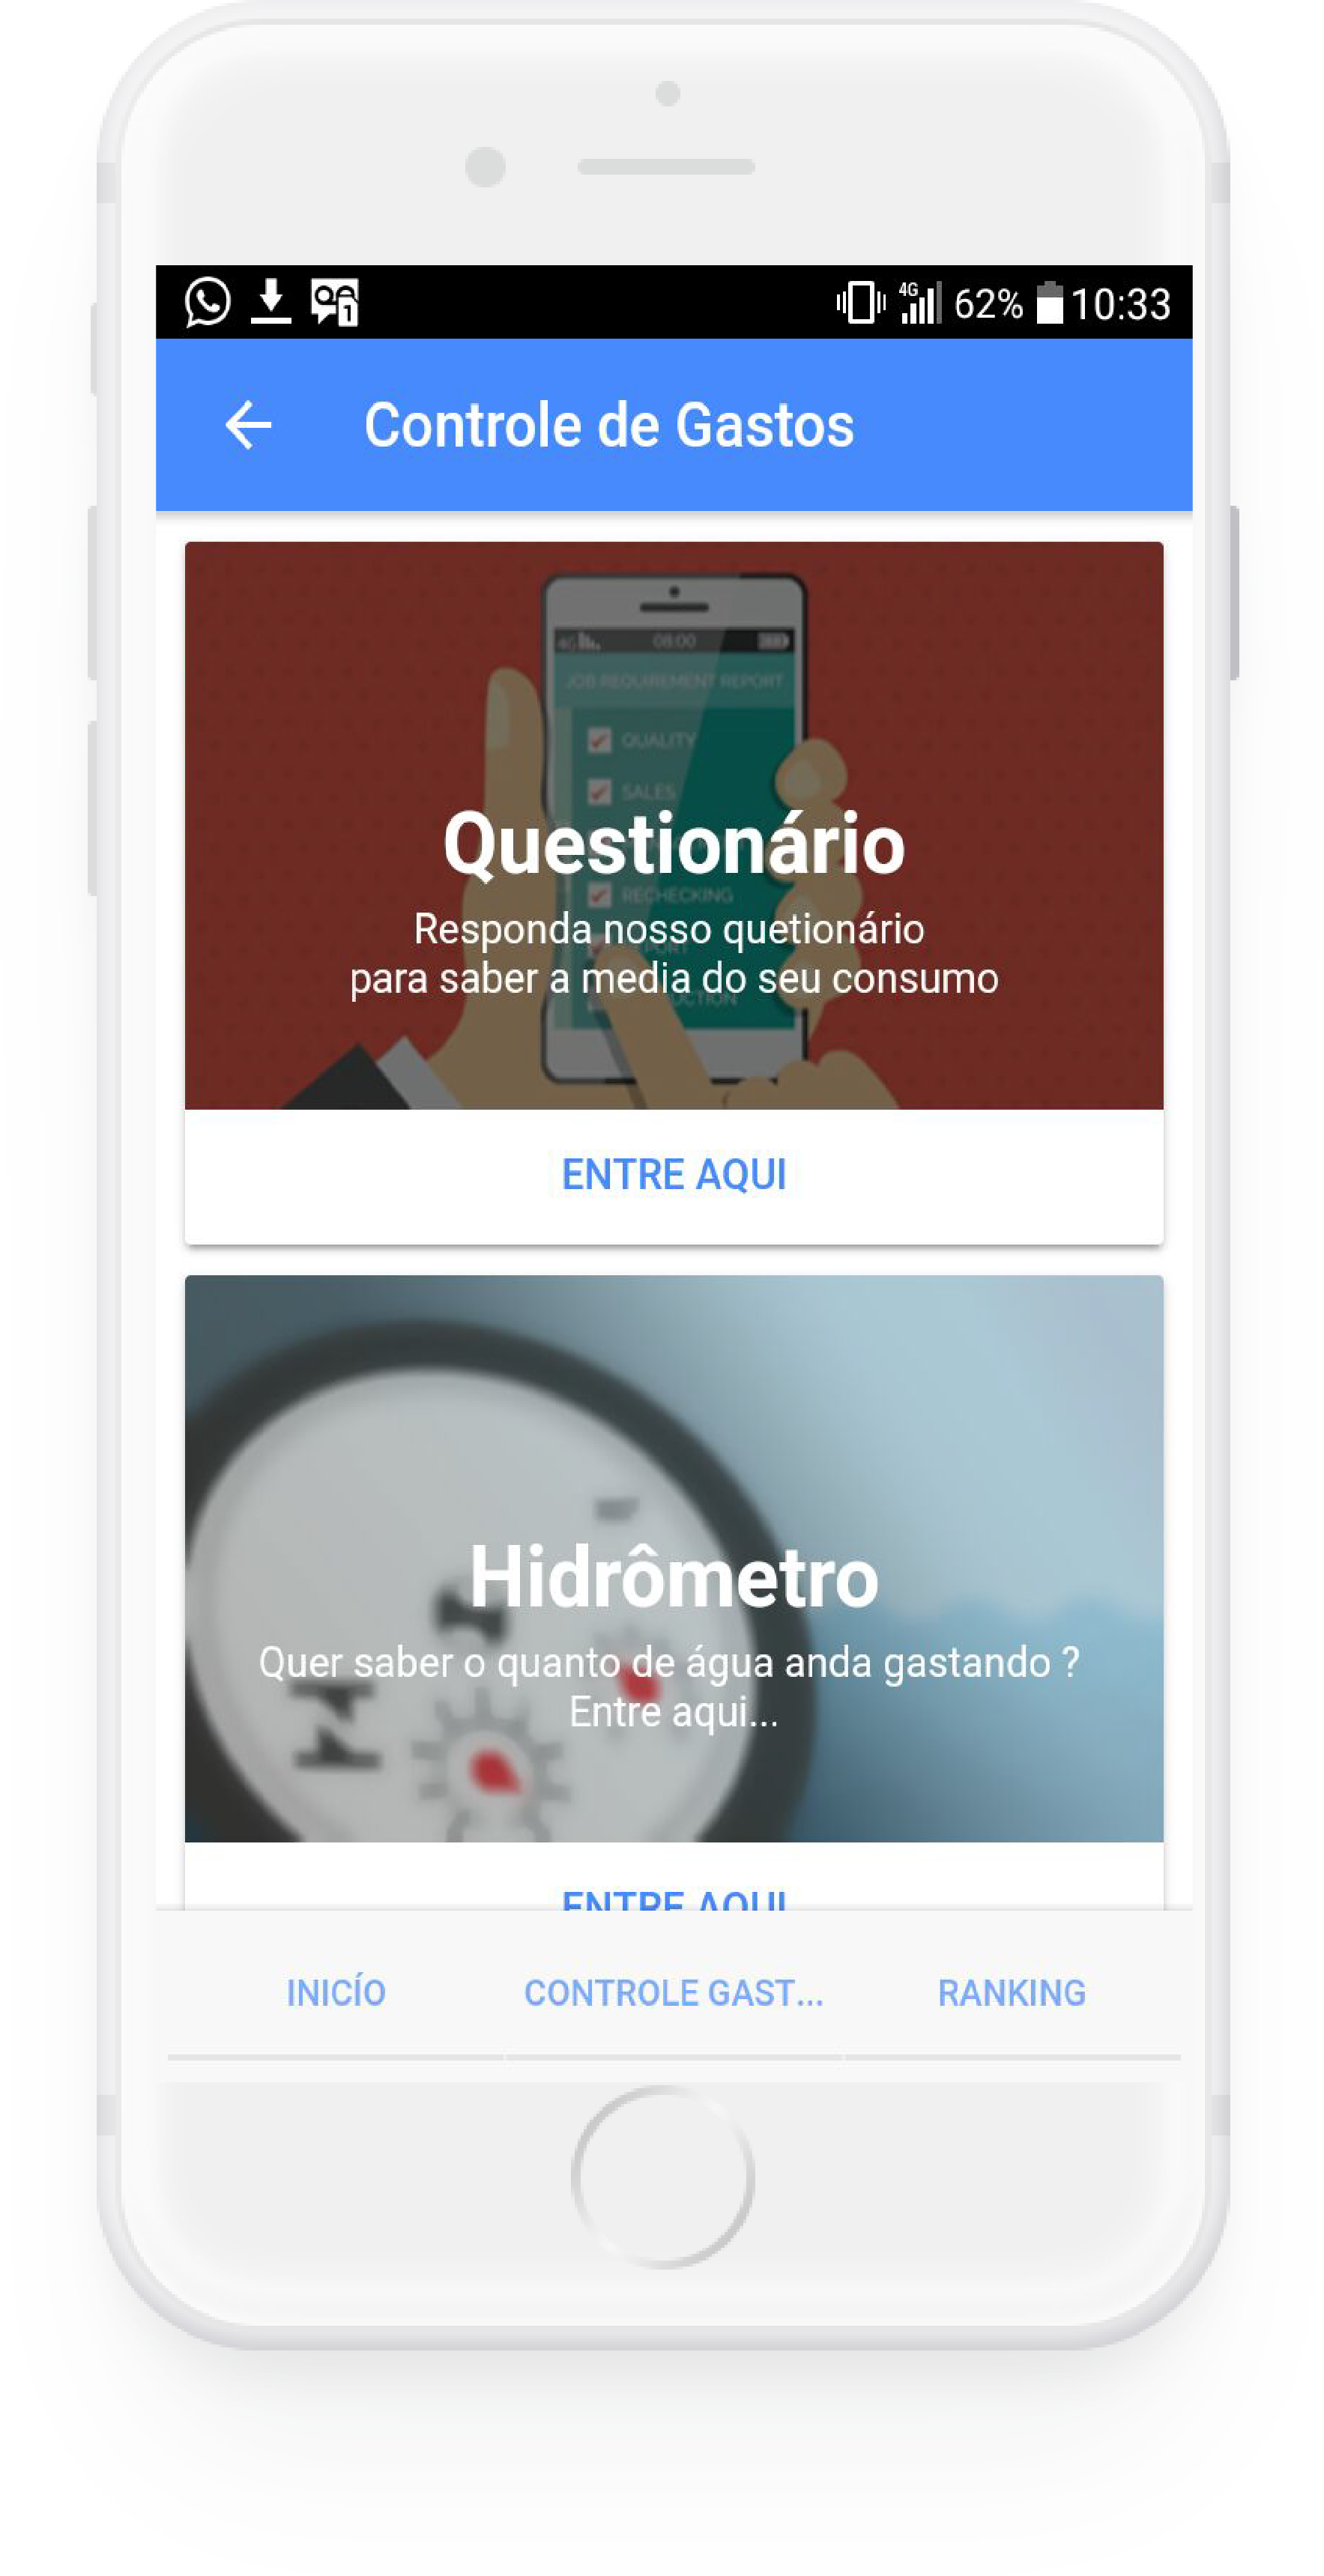 4G 62% 10:33
1
Controle de Gastos
4G 08:00
JOB REQUIREMENT REPORT
QUALITY
SALES
Questionário
RECHECKING
Responda nosso quetionário
para saber a media do seu consumo
ENTRE AQUI
Hidrômetro
Quer saber o quanto de água anda gastando ?
Entre aqui...
ENTRE AQUI
INICÍO
CONTROLE GAST...
RANKING